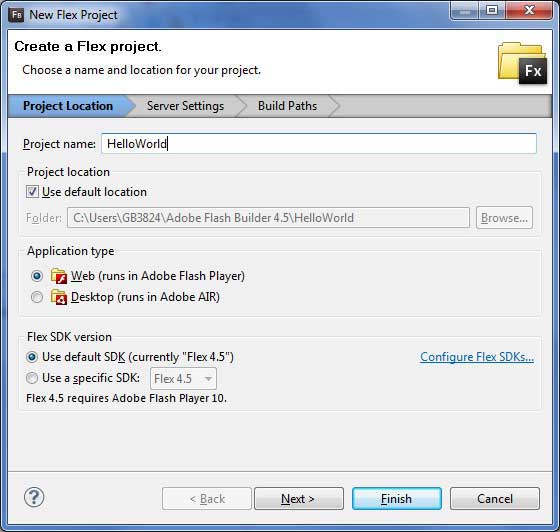 Fb New Flex Project
Create a Flex project.
Choose a name and location for your project.
Fx
Project Location Server Settings Build Paths
Project name: HelloWorld
Project location
Use default location
Folder: C:\Users\GB3824\Adobe Flash Builder 4.5\HelloWorld Browse...
Application type
Web (runs in Adobe Flash Player)
Desktop (runs in Adobe AIR)
Flex SDK version
Use default SDK (currently "Flex 4.5") Configure Flex SDKs...
Use a specific SDK: Flex 4.5
Flex 4.5 requires Adobe Flash Player 10.
? < Back Next > Finish Cancel